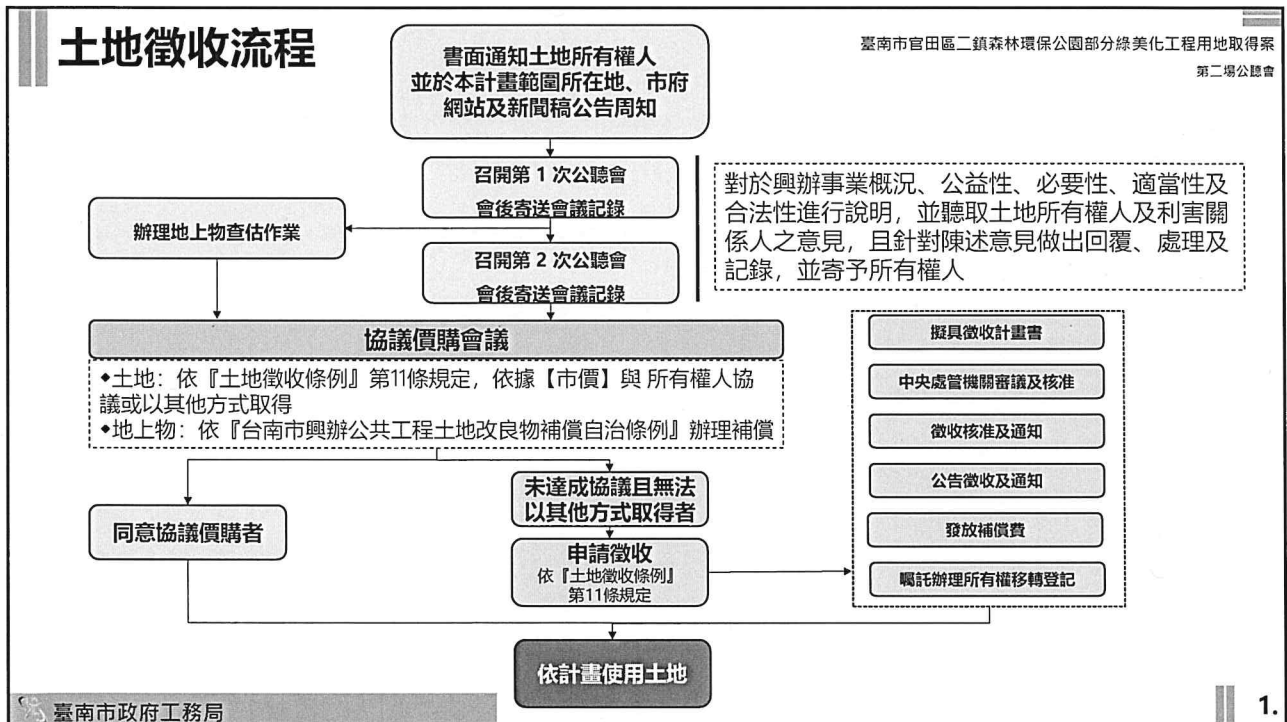 土地徵收流程
臺南市官田區二鎮森林環保公園部分綠美化工程用地取得案
第二場公聽會
書面通知土地所有權人
並於本計畫範圍所在地、市府
網站及新聞稿公告周知
召開第 1 次公聽會
會後寄送會議記錄
對於興辦事業概況、公益性、必要性、適當性及
合法性進行說明，並聽取土地所有權人及利害關
係人之意見，且針對陳述意見做出回覆、處理及
記錄，並寄予所有權人
辦理地上物查估作業
召開第 2 次公聽會
會後寄送會議記錄
協議價購會議
◆土地：依『土地徵收條例』第11條規定，依據【市價】與 所有權人協
議或以其他方式取得
◆地上物：依『台南市興辦公共工程土地改良物補償自治條例』辦理補償
同意協議價購者
未達成協議且無法
以其他方式取得者
申請徵收
依『土地徵收條例』
第11條規定
擬具徵收計畫書
中央處管機關審議及核准
徵收核准及通知
公告徵收及通知
發放補償費
囑託辦理所有權移轉登記
依計畫使用土地
臺南市政府工務局
1.